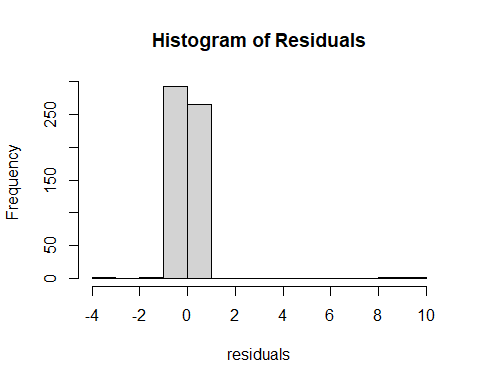 Histogram of Residuals
Frequency
250
150
50
0
-4 -2 0 2 4 6 8 10
residuals